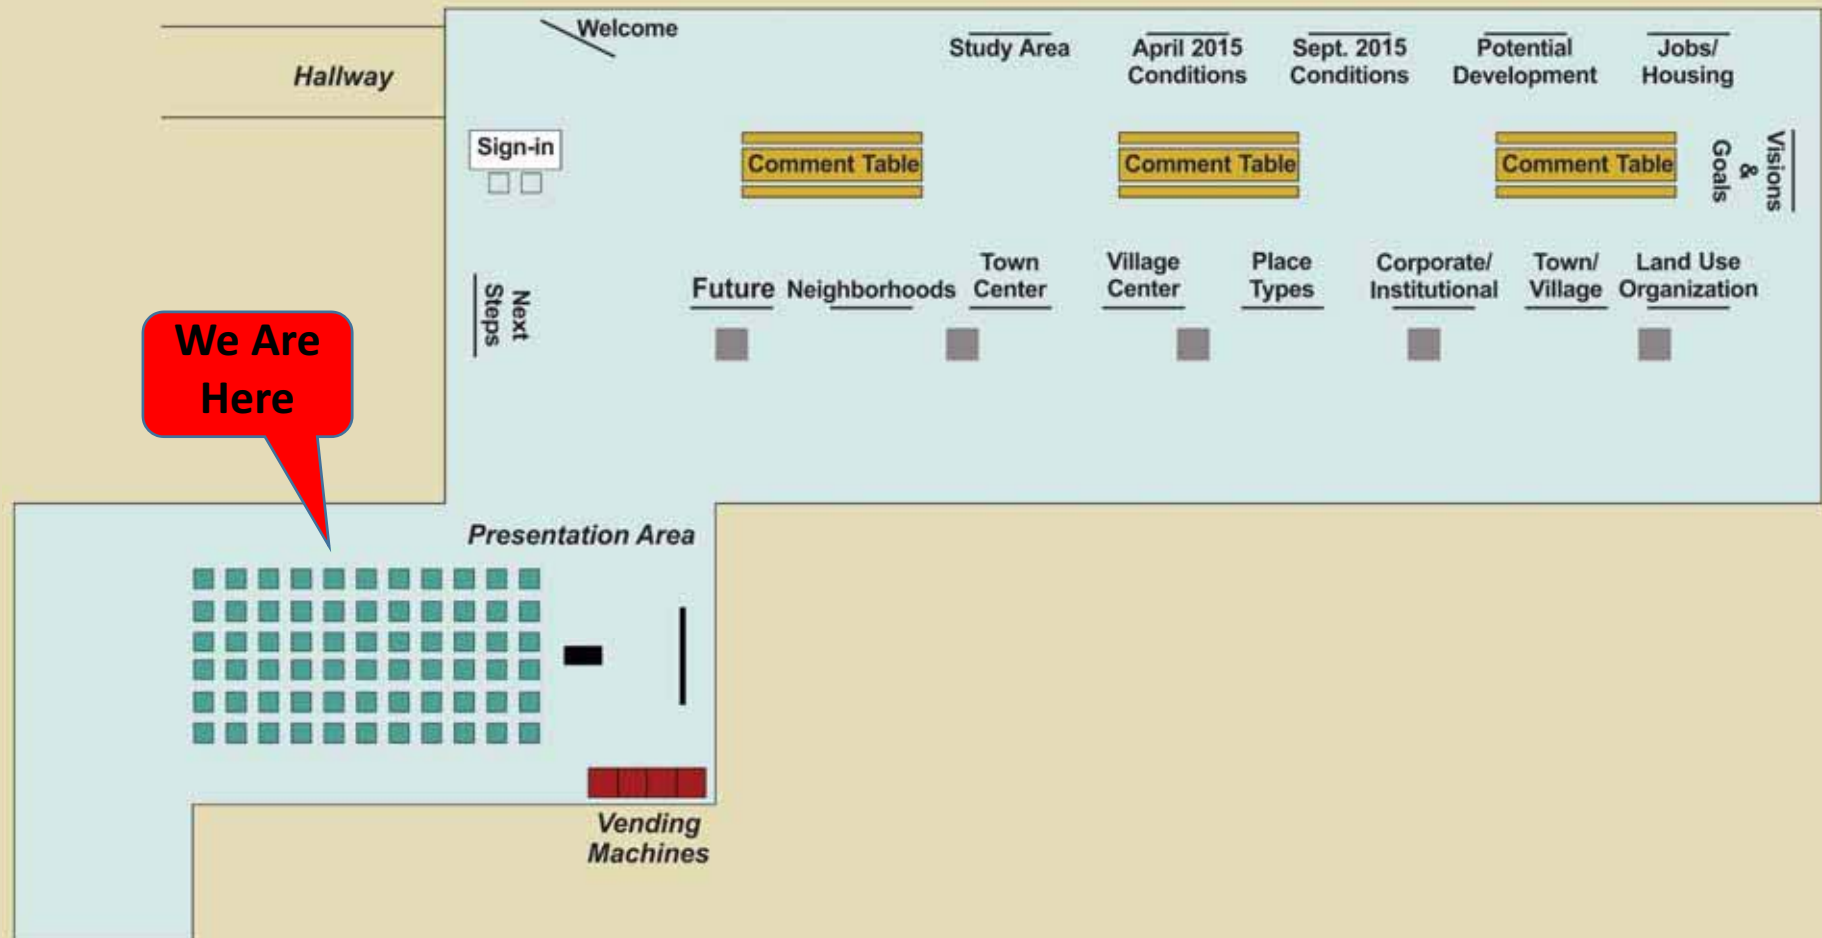 Welcome
Hallway
Study Area
April 2015
Conditions
Sept. 2015
Conditions
Potential
Development
Jobs/
Housing
Sign-in
Comment Table
Comment Table
Comment Table
Visions
&
Goals
Next
Steps
Future
Neighborhoods
Town
Center
Village
Center
Place
Types
Corporate/
Institutional
Town/
Village
Land Use
Organization
We Are
Here
Presentation Area
Vending
Machines